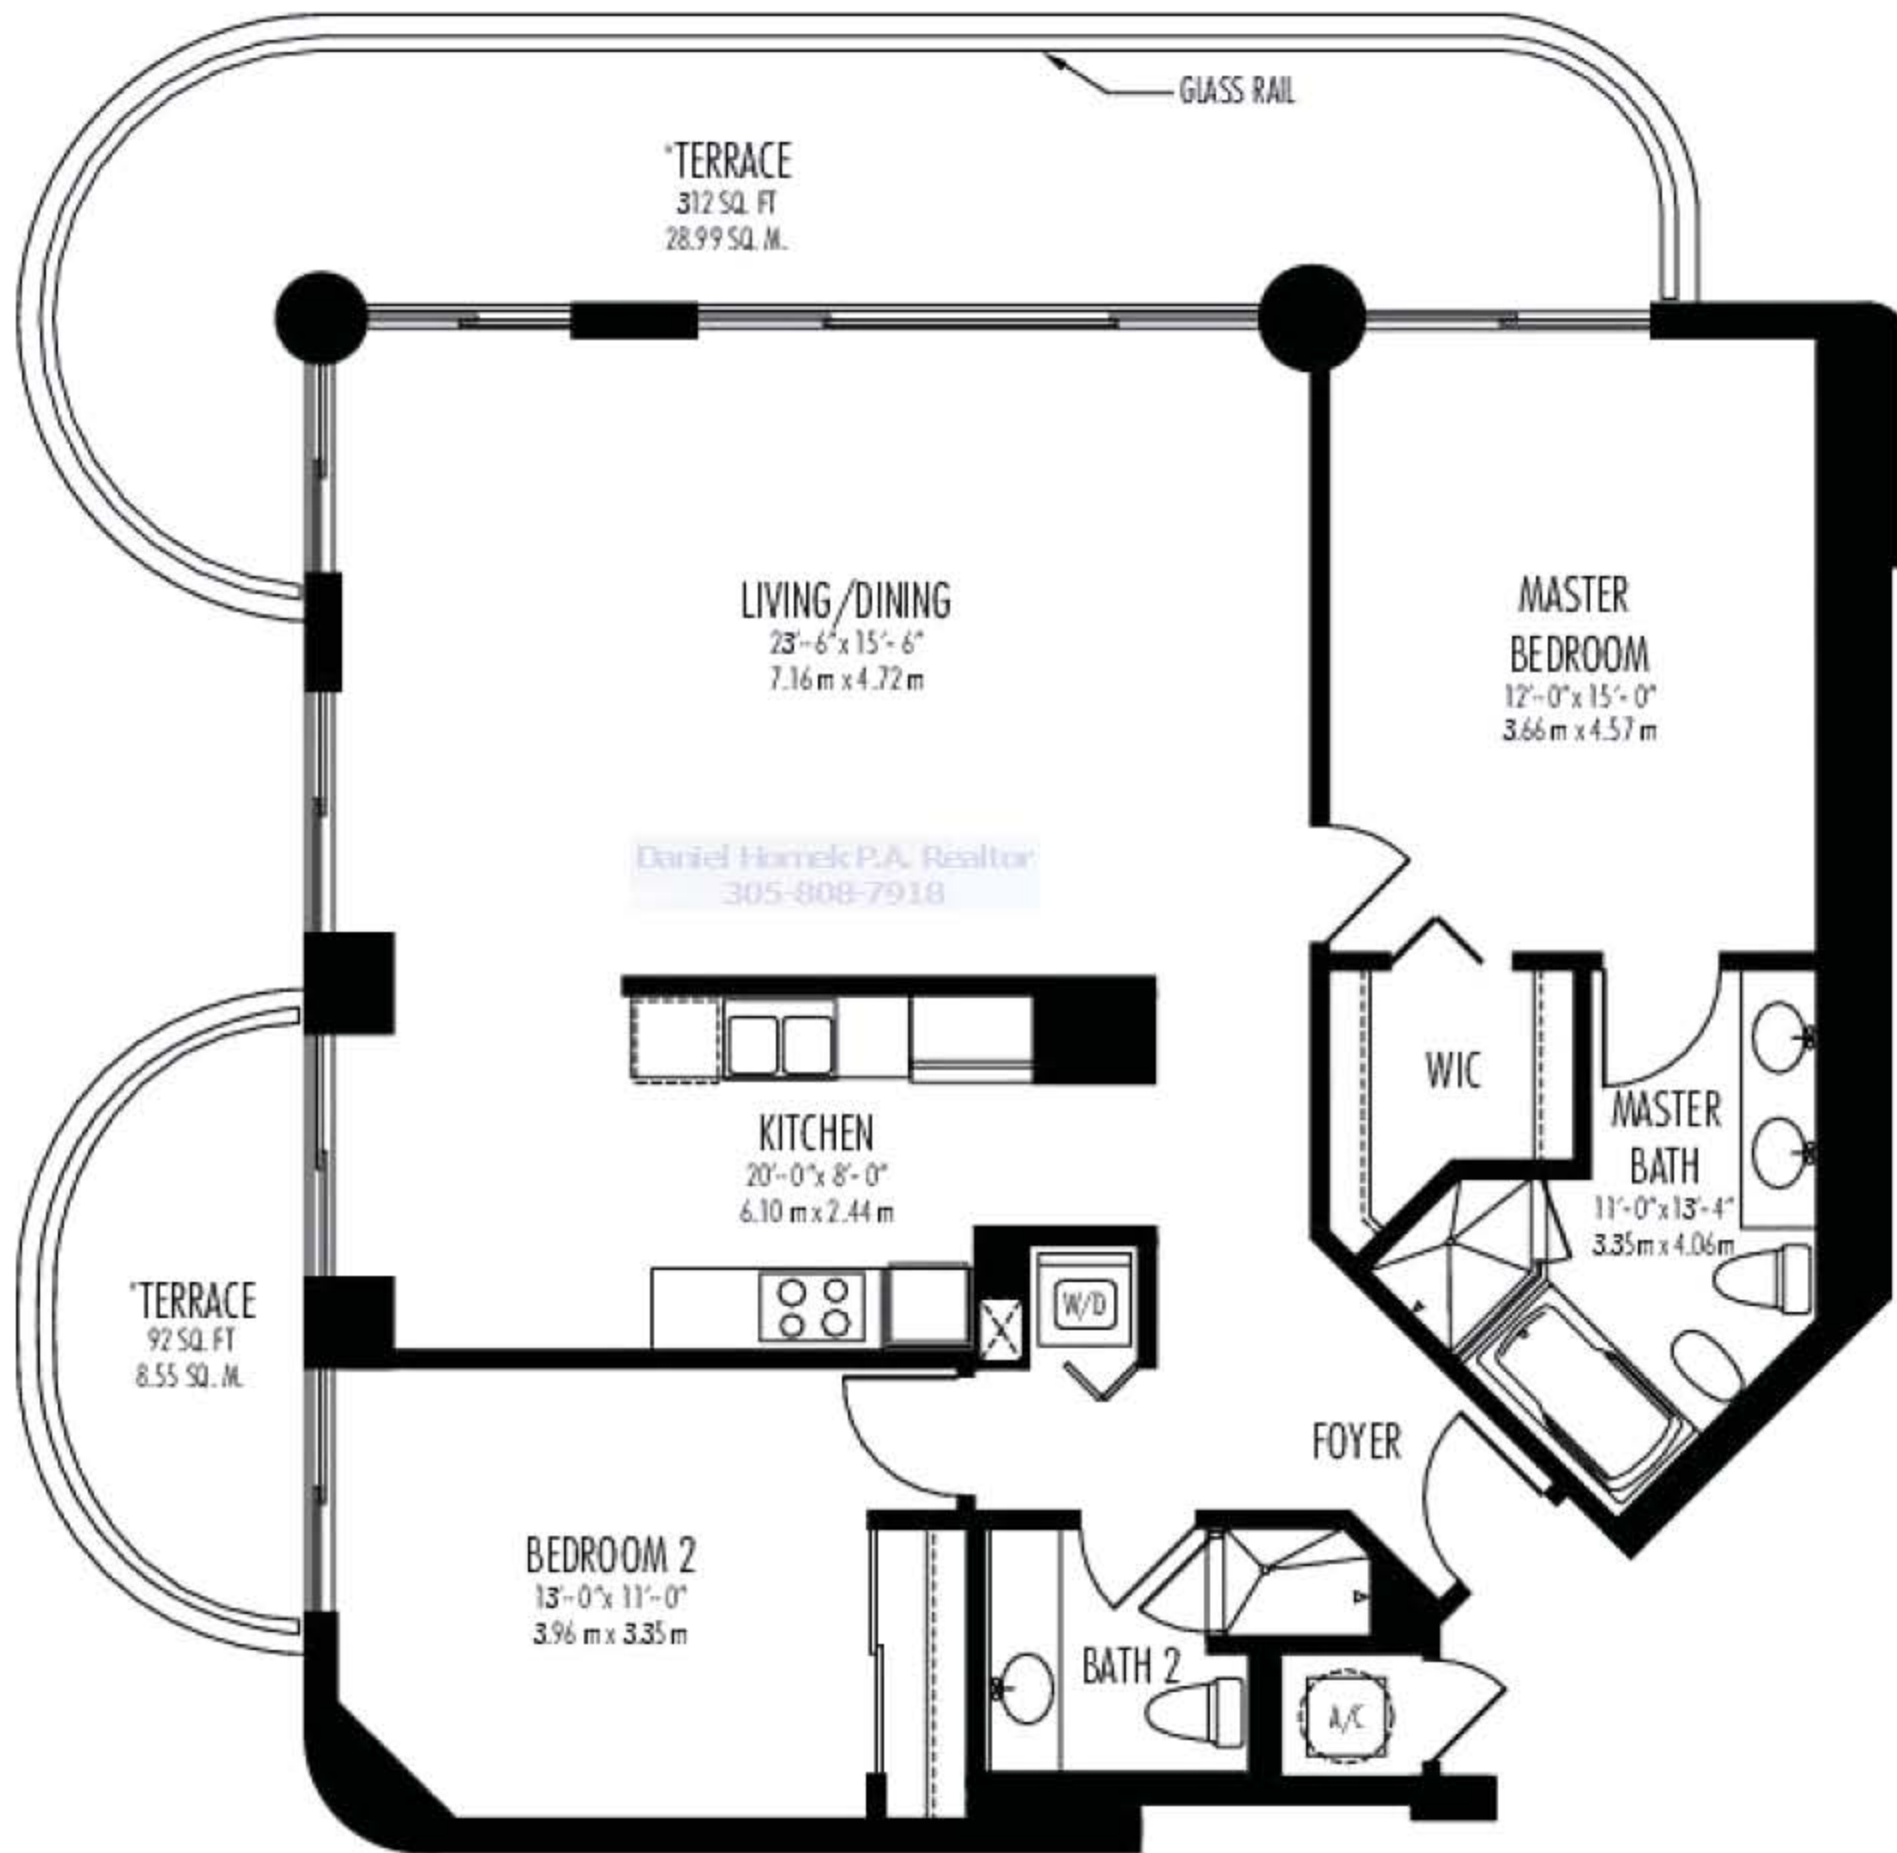 GLASS RAIL
*TERRACE
312 SQ. FT
28.99 SQ. M.
LIVING/DINING
23'-6" x 15'-6"
7.16 m x 4.72 m
MASTER
BEDROOM
12'-0" x 15'-0"
3.66 m x 4.57 m
Daniel Hornek P.A. Realtor
305-808-7918
WIC
MASTER
BATH
11'-0" x 13'-4"
3.35m x 4.06m
KITCHEN
20'-0" x 8'-0"
6.10 m x 2.44 m
W/D
*TERRACE
92 SQ. FT
8.55 SQ. M.
FOYER
BEDROOM 2
13'-0" x 11'-0"
3.96 m x 3.35 m
BATH 2
A/C